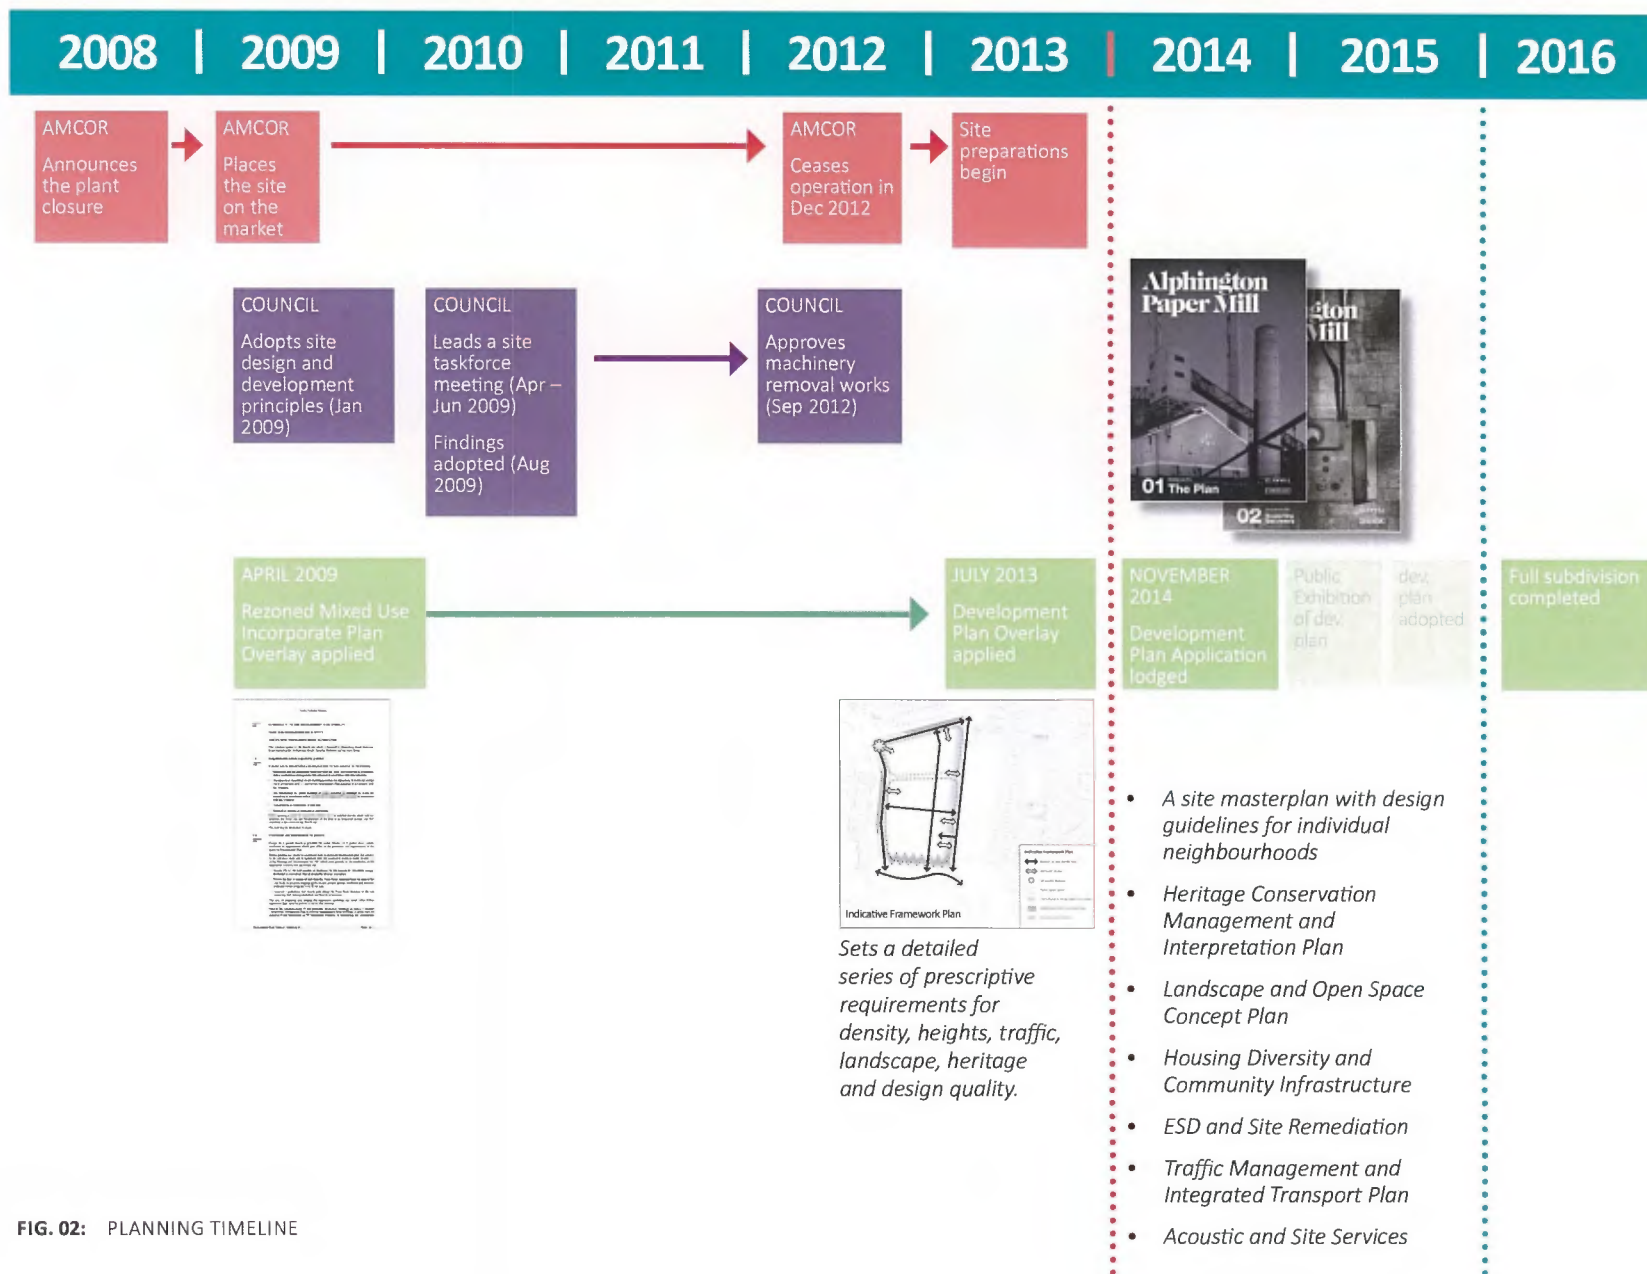 2008 | 2009 | 2010 | 2011 | 2012 | 2013 | 2014 | 2015 | 2016
AMCOR
Announces
the plant
closure
AMCOR
Places
the site
on the
market
AMCOR
Ceases
operation in
Dec 2012
Site
preparations
begin
COUNCIL
Adopts site
design and
development
principles (Jan
2009)
COUNCIL
Leads a site
taskforce
meeting (Apr –
Jun 2009)
Findings
adopted (Aug
2009)
COUNCIL
Approves
machinery
removal works
(Sep 2012)
Alphington
Paper Mill
01 The Plan
gton
Mill
02
APRIL 2009
Rezoned Mixed Use
Incorporate Plan
Overlay applied
JULY 2013
Development
Plan Overlay
applied
NOVEMBER
2014
Development
Plan Application
lodged
Public
Exhibition
of dev.
plan
dev.
plan
adopted
Full subdivision
completed
Indicative Framework Plan
Indicative Framework Plan
Sets a detailed
series of prescriptive
requirements for
density, heights, traffic,
landscape, heritage
and design quality.
• A site masterplan with design
guidelines for individual
neighbourhoods
• Heritage Conservation
Management and
Interpretation Plan
• Landscape and Open Space
Concept Plan
• Housing Diversity and
Community Infrastructure
• ESD and Site Remediation
• Traffic Management and
Integrated Transport Plan
• Acoustic and Site Services
FIG. 02: PLANNING TIMELINE